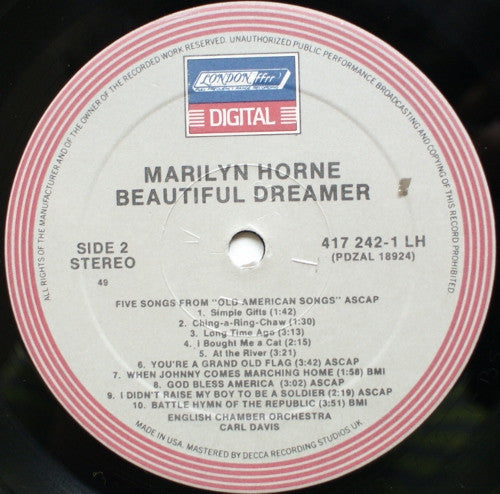 ALL RIGHTS OF THE MANUFACTURER AND OF THE OWNER OF THE RECORDED WORK RESERVED. UNAUTHORIZED PUBLIC PERFORMANCE BROADCASTING AND COPYING OF THIS RECORD PROHIBITED
LONDON ffrr
FULL FREQUENCY RANGE RECORDING
DIGITAL
MARILYN HORNE
BEAUTIFUL DREAMER
SIDE 2
STEREO
417 242-1 LH
(PDZAL 18924)
49
FIVE SONGS FROM "OLD AMERICAN SONGS" ASCAP
1. Simple Gifts (1:42)
2. Ching-a-Ring-Chaw (1:30)
3. Long Time Ago (3:13)
4. I Bought Me a Cat (2:15)
5. At the River (3:21)
6. YOU'RE A GRAND OLD FLAG (3:42) ASCAP
7. WHEN JOHNNY COMES MARCHING HOME (1:58) BMI
8. GOD BLESS AMERICA (3:02) ASCAP
9. I DIDN'T RAISE MY BOY TO BE A SOLDIER (2:19) ASCAP
10. BATTLE HYMN OF THE REPUBLIC (3:51) BMI
ENGLISH CHAMBER ORCHESTRA
CARL DAVIS
MADE IN USA. MASTERED BY DECCA RECORDING STUDIOS UK